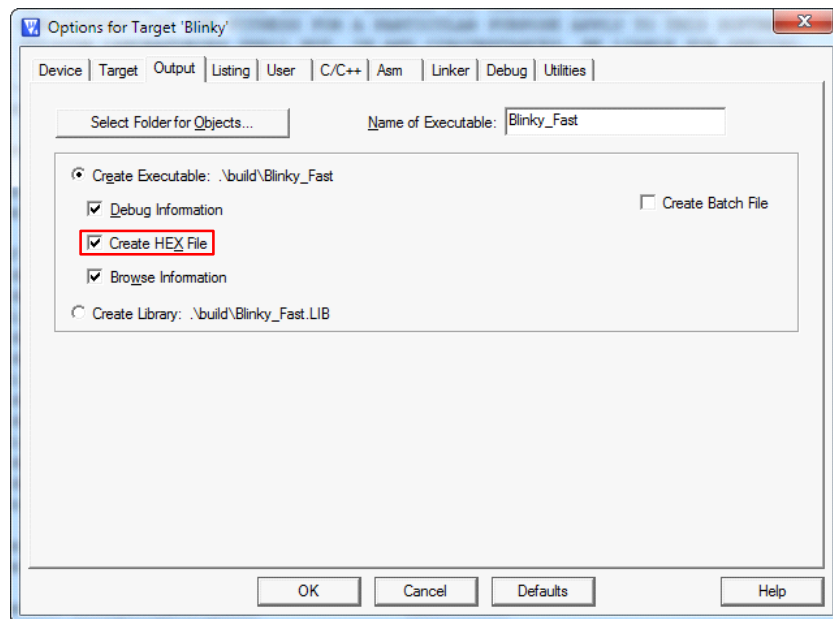 Options for Target 'Blinky'
Device Target Output Listing User C/C++ Asm Linker Debug Utilities
Select Folder for Objects... Name of Executable: Blinky_Fast
Create Executable: .\build\Blinky_Fast
Debug Information Create Batch File
Create HEX File
Browse Information
Create Library: .\build\Blinky_Fast.LIB
OK Cancel Defaults Help